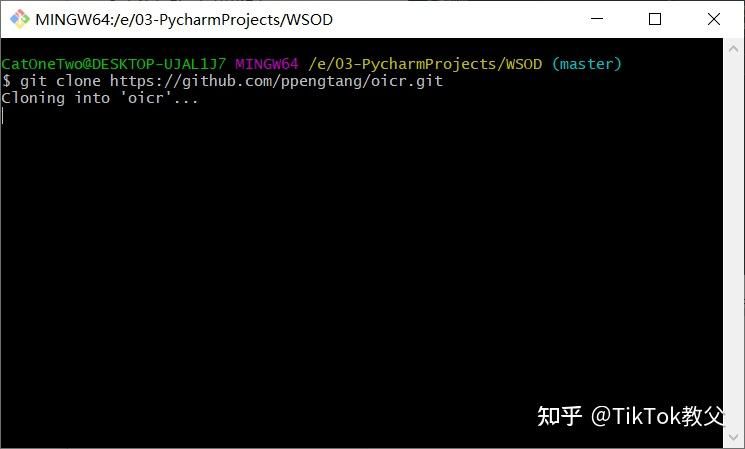 MINGW64:/e/03-PycharmProjects/WSOD
CatOneTwo@DESKTOP-UJAL1J7 MINGW64 /e/03-PycharmProjects/WSOD (master)
$ git clone https://github.com/ppengtang/oicr.git
Cloning into 'oicr'...
知乎 @TikTok教父